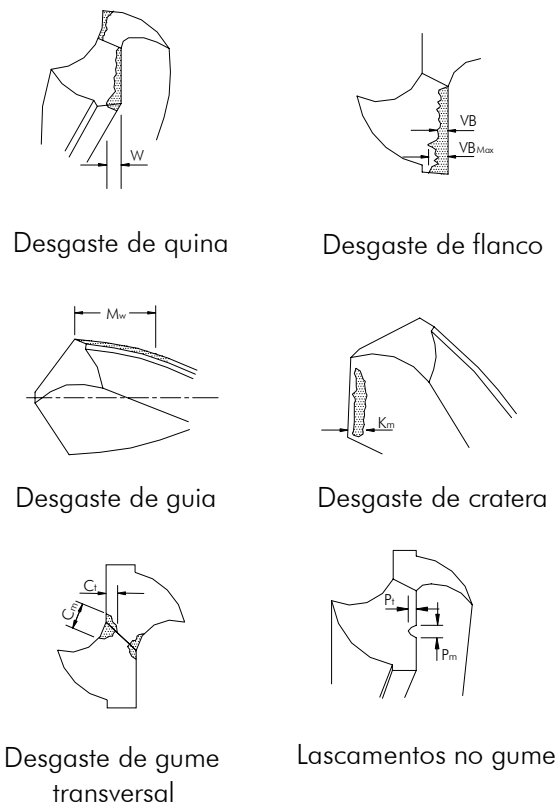 W
VB
VBMax
Desgaste de quina
Desgaste de flanco
Mw
Km
Desgaste de guia
Desgaste de cratera
Ct
Cm
Pt
Pm
Desgaste de gume
transversal
Lascamentos no gume